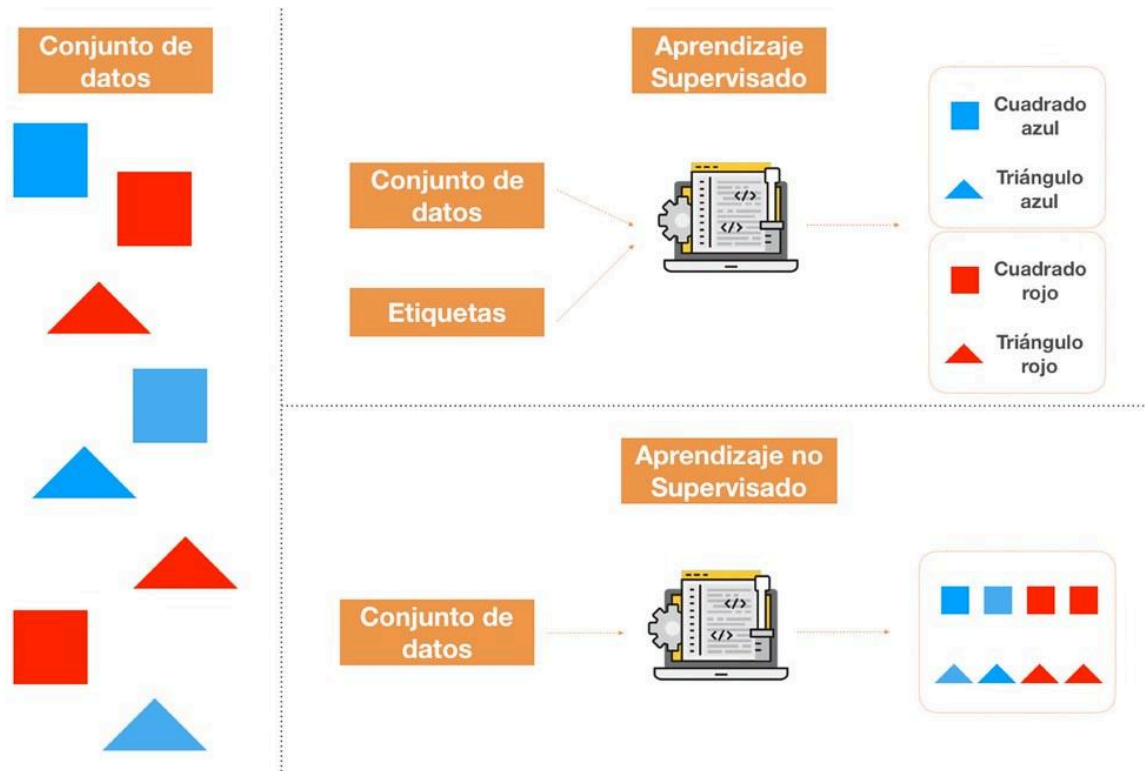 Conjunto de
datos
Aprendizaje
Supervisado
Conjunto de
datos
Etiquetas
</>
</>
Cuadrado
azul
Triángulo
azul
Cuadrado
rojo
Triángulo
rojo
Aprendizaje no
Supervisado
Conjunto de
datos
</>
</>